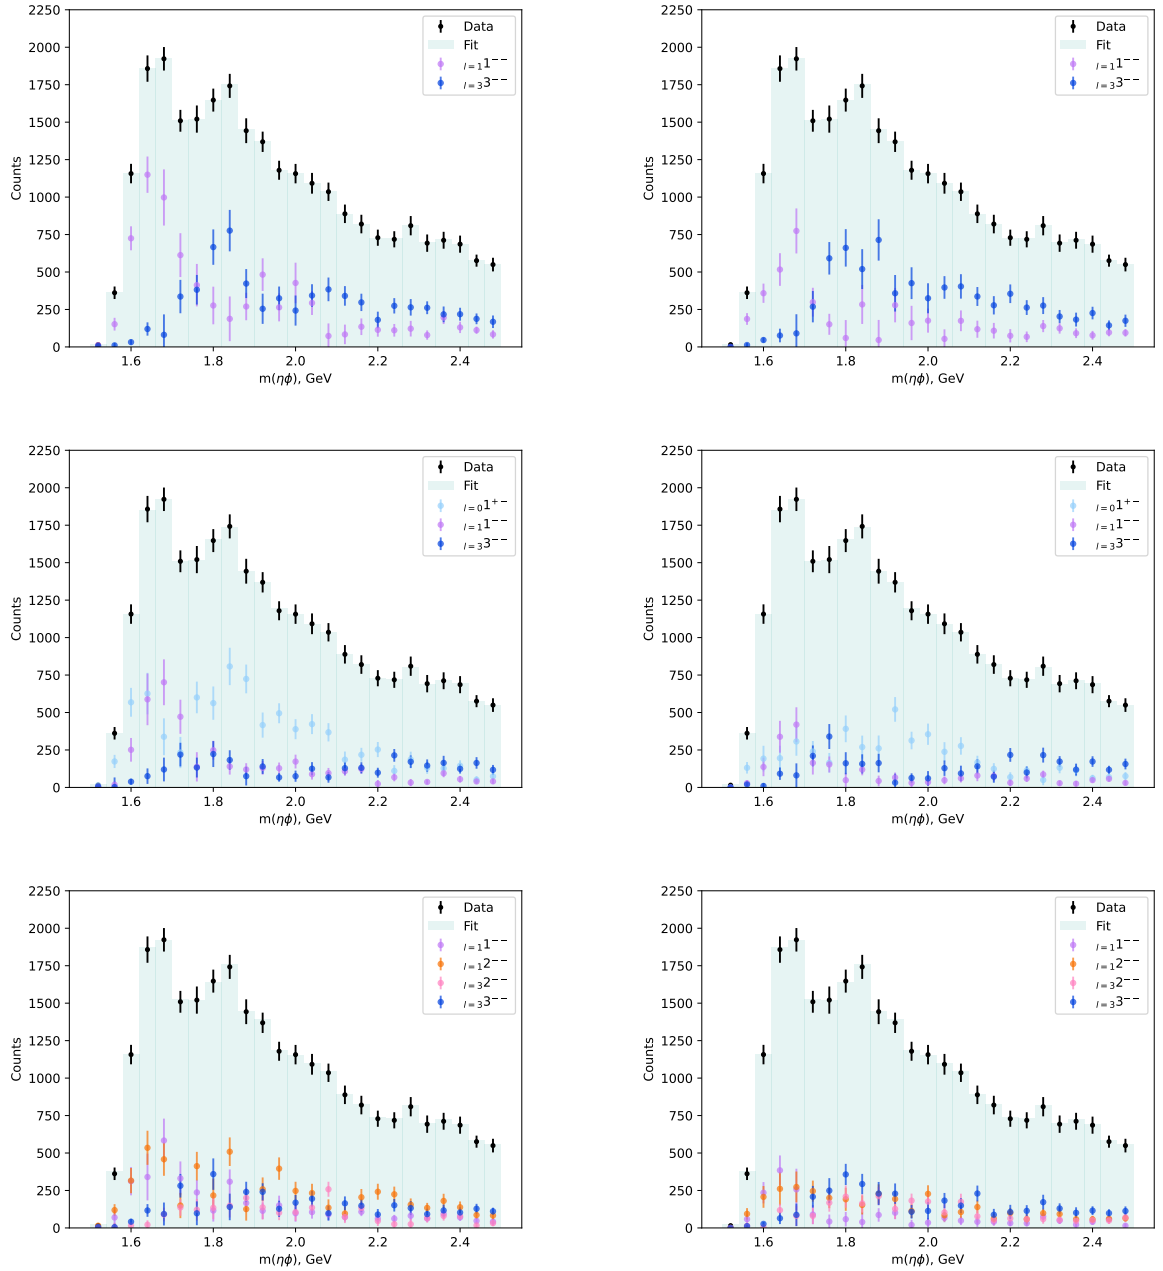 2250
2000
1750
1500
1250
1000
750
500
250
0
Counts
1.6 1.8 2.0 2.2 2.4
m(ηϕ), GeV
Data
Fit
l=1 1−−
l=3 3−−
2250
2000
1750
1500
1250
1000
750
500
250
0
Counts
1.6 1.8 2.0 2.2 2.4
m(ηϕ), GeV
Data
Fit
l=1 1−−
l=3 3−−
2250
2000
1750
1500
1250
1000
750
500
250
0
Counts
1.6 1.8 2.0 2.2 2.4
m(ηϕ), GeV
Data
Fit
l=0 1+−
l=1 1−−
l=3 3−−
2250
2000
1750
1500
1250
1000
750
500
250
0
Counts
1.6 1.8 2.0 2.2 2.4
m(ηϕ), GeV
Data
Fit
l=0 1+−
l=1 1−−
l=3 3−−
2250
2000
1750
1500
1250
1000
750
500
250
0
Counts
1.6 1.8 2.0 2.2 2.4
m(ηϕ), GeV
Data
Fit
l=1 1−−
l=1 2−−
l=3 2−−
l=3 3−−
2250
2000
1750
1500
1250
1000
750
500
250
0
Counts
1.6 1.8 2.0 2.2 2.4
m(ηϕ), GeV
Data
Fit
l=1 1−−
l=1 2−−
l=3 2−−
l=3 3−−